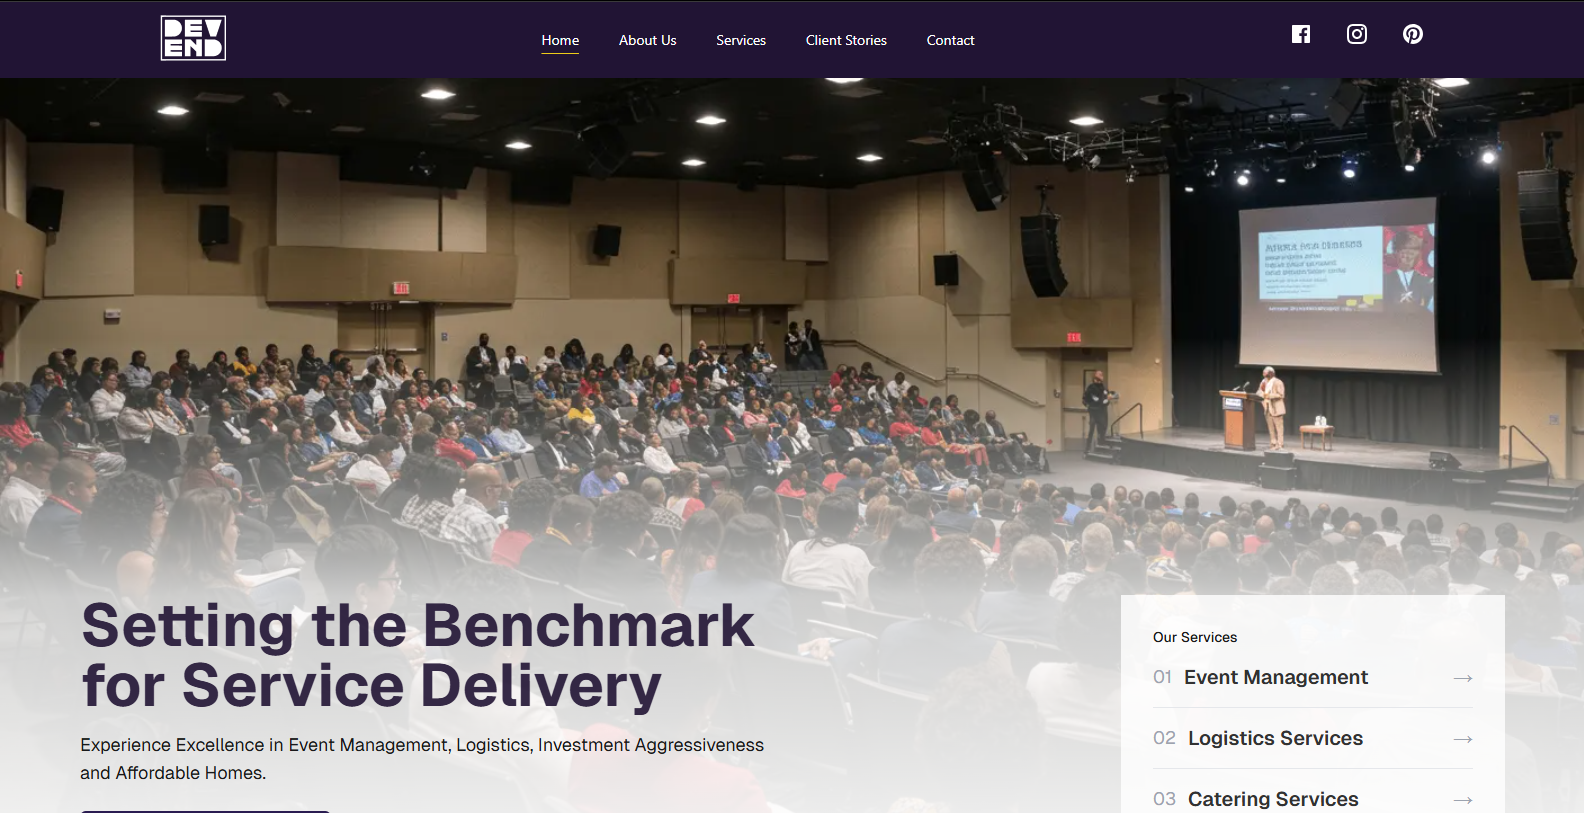 DEV
END
Home
About Us
Services
Client Stories
Contact
EXIT
Setting the Benchmark
for Service Delivery
Experience Excellence in Event Management, Logistics, Investment Aggressiveness
and Affordable Homes.
Our Services
01 Event Management →
02 Logistics Services →
03 Catering Services →